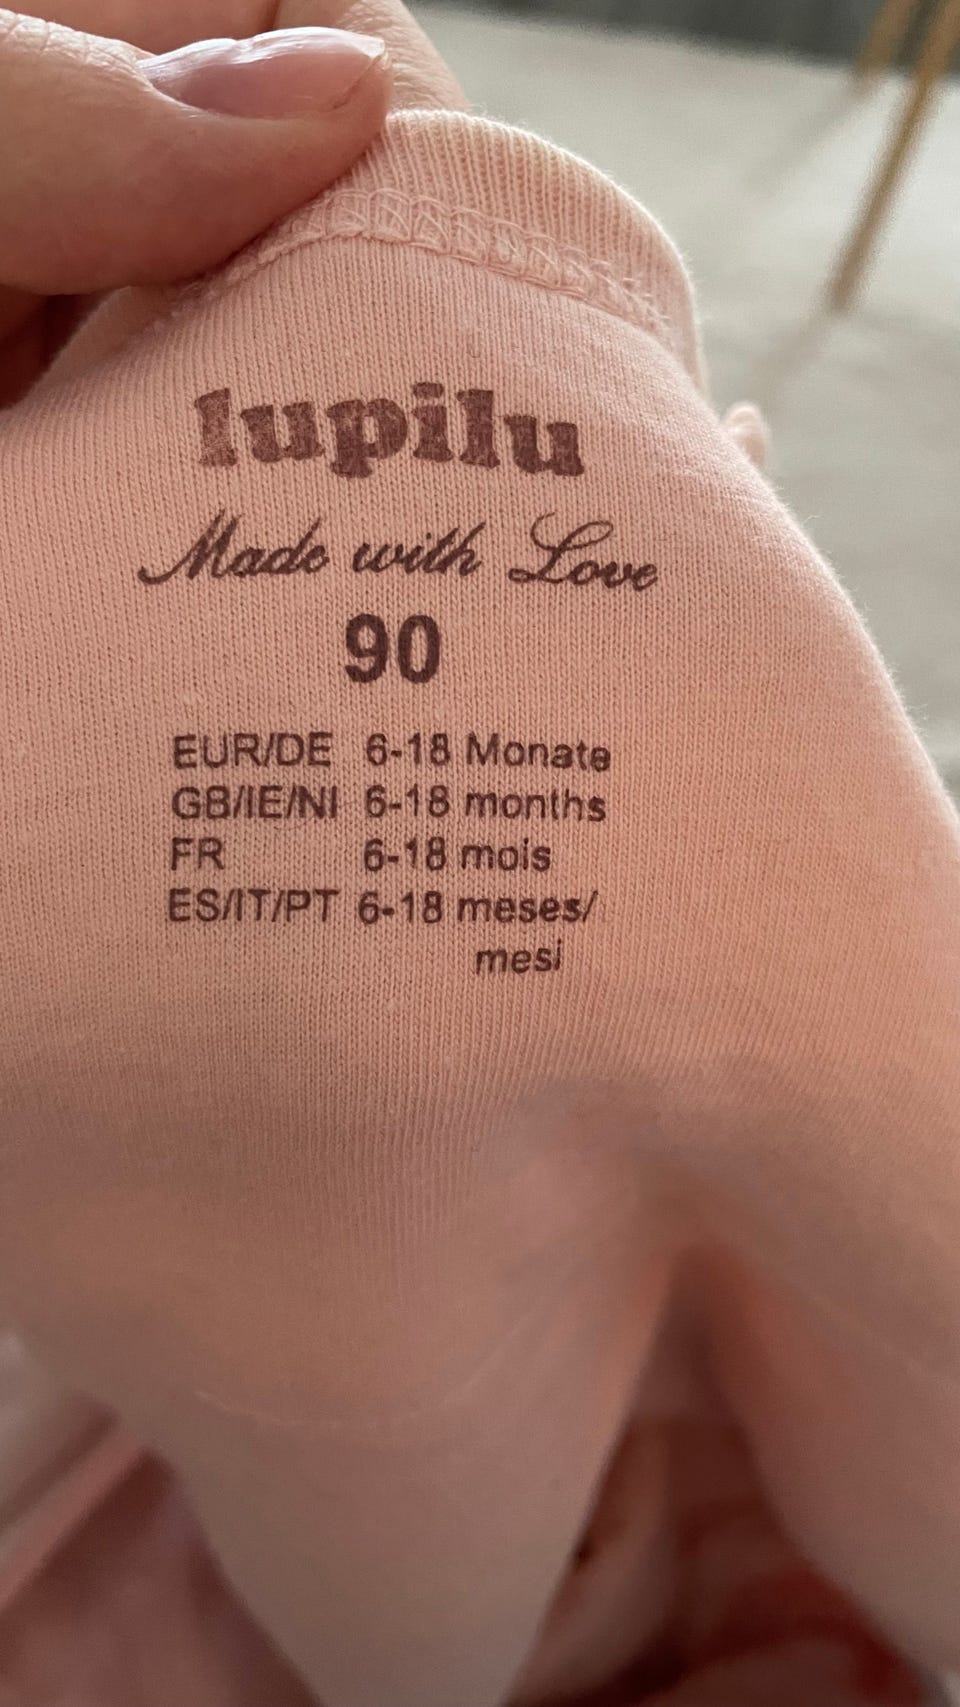 lupilu
Made with Love
90
EUR/DE 6-18 Monate
GB/IE/NI 6-18 months
FR 6-18 mois
ES/IT/PT 6-18 meses/
mesi